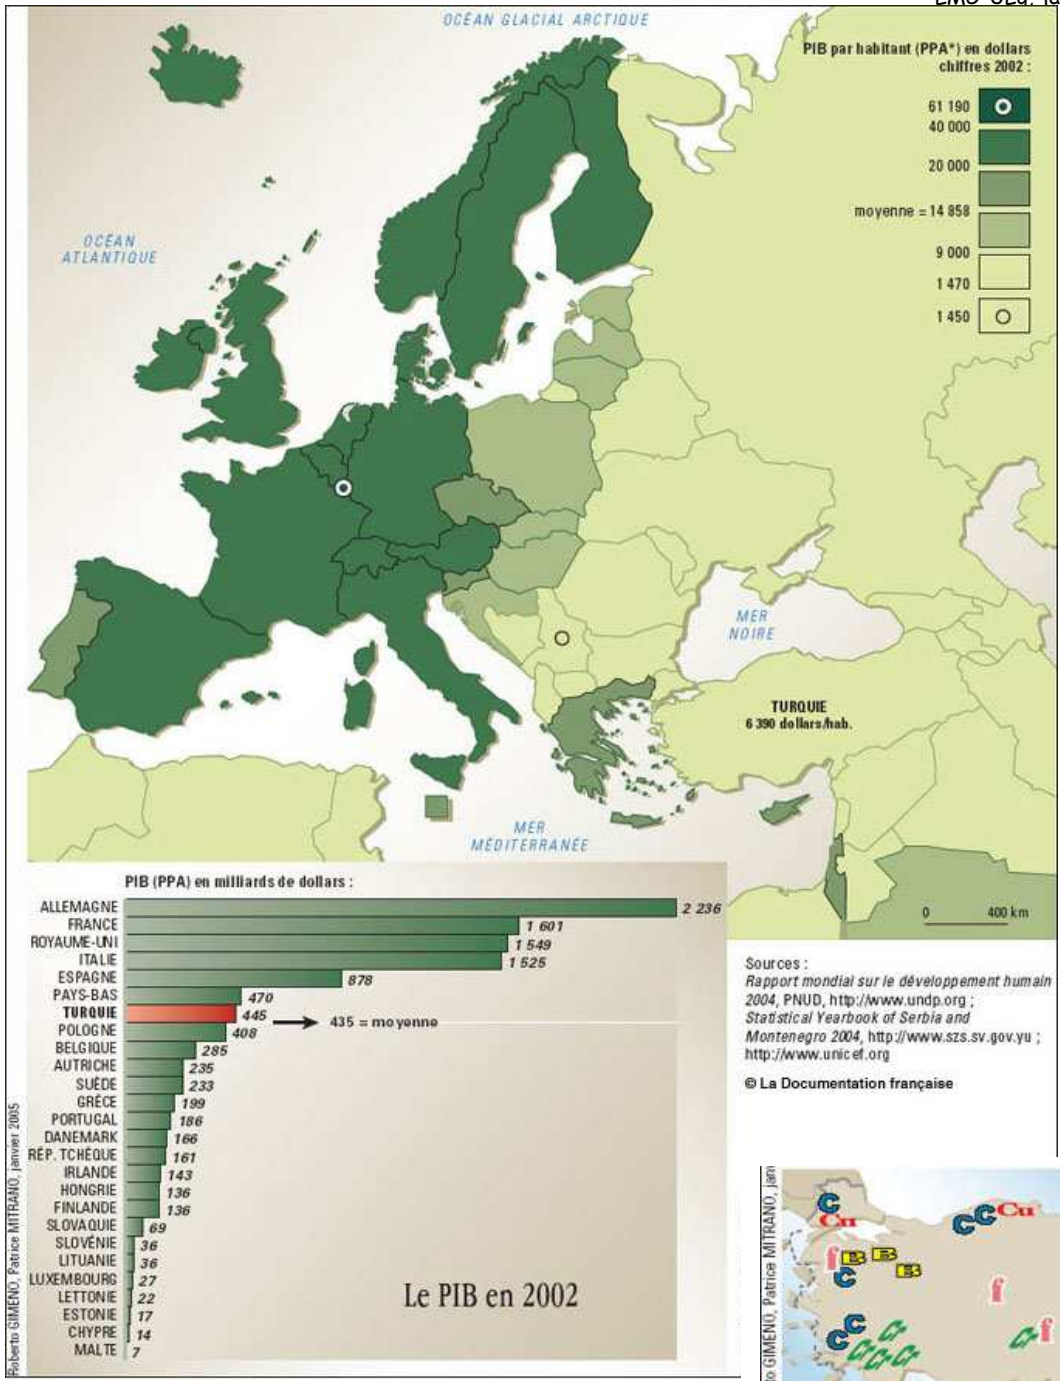 OCÉAN GLACIAL ARCTIQUE
PIB par habitant (PPA*) en dollars
chiffres 2002 :
61 190
40 000
20 000
moyenne = 14 858
9 000
1 470
1 450
OCÉAN
ATLANTIQUE
MER
NOIRE
TURQUIE
6 390 dollars/hab.
MER
MÉDITERRANÉE
0 400 km
PIB (PPA) en milliards de dollars :
ALLEMAGNE 2 236
FRANCE 1 601
ROYAUME-UNI 1 549
ITALIE 1 525
ESPAGNE 878
PAYS-BAS 470
TURQUIE 445 435 = moyenne
POLOGNE 408
BELGIQUE 285
AUTRICHE 235
SUÈDE 233
GRÈCE 199
PORTUGAL 186
DANEMARK 166
RÉP. TCHÈQUE 161
IRLANDE 143
HONGRIE 136
FINLANDE 136
SLOVAQUIE 69
SLOVÉNIE 36
LITUANIE 36
LUXEMBOURG 27
LETTONIE 22
ESTONIE 17
CHYPRE 14
MALTE 7
Le PIB en 2002
Roberto GIMENO, Patrice MITRANO, janvier 2005
Sources :
Rapport mondial sur le développement humain
2004, PNUD, http://www.undp.org ;
Statistical Yearbook of Serbia and
Montenegro 2004, http://www.szs.sv.gov.yu ;
http://www.unicef.org
© La Documentation française
GIMENO, Patrice MITRANO,
C
Cu
C
C
Cu
f
B
B
B
C
f
C
C
Cr
Cr
Cr
Cr
Cr
f